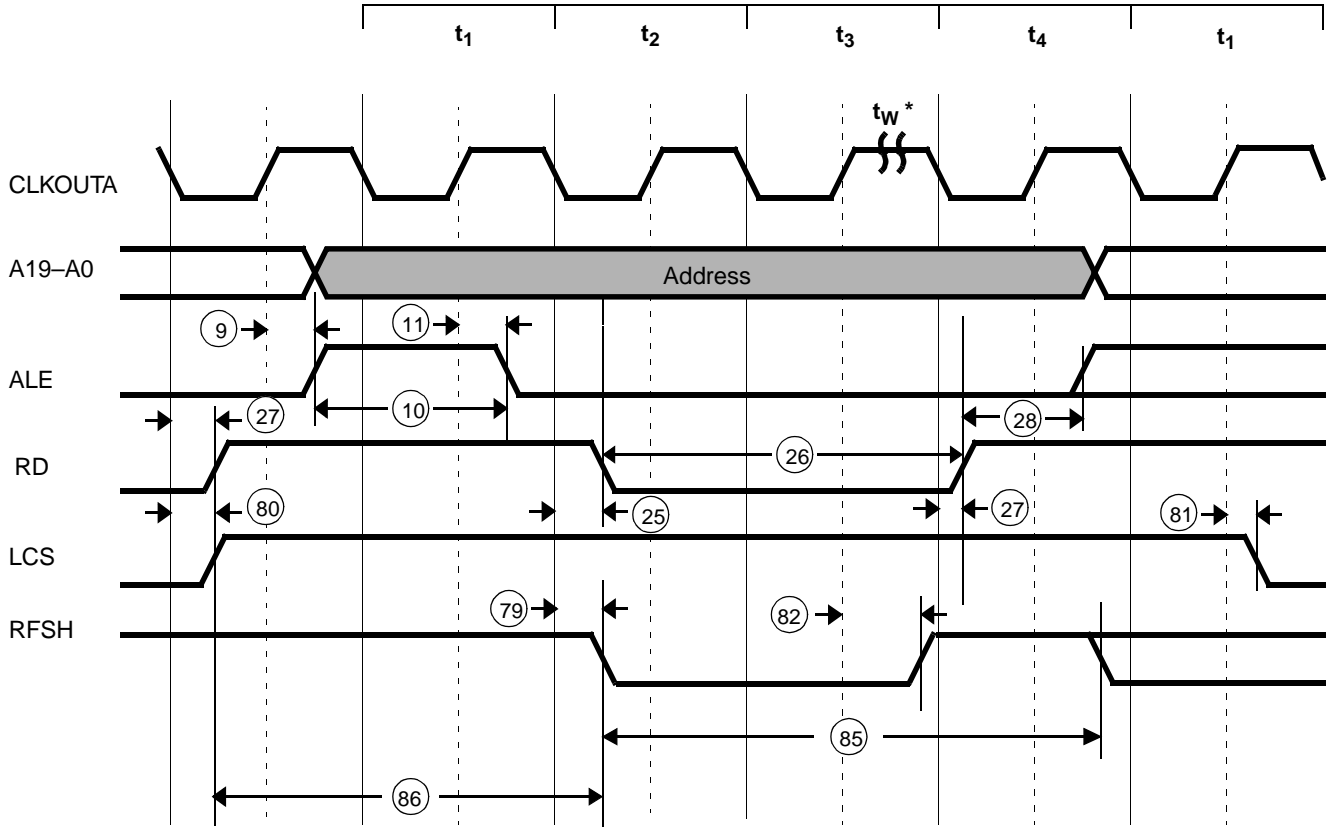 t1 t2 t3 t4 t1
tW *
CLKOUTA
A19–A0
Address
9 11
ALE
10
27 28
RD
26
80 25 27 81
LCS
79 82
RFSH
85
86